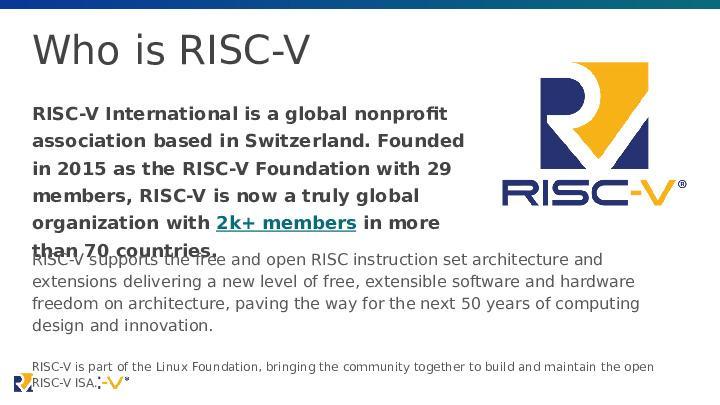 Who is RISC-V
RISC-V International is a global nonprofit
association based in Switzerland. Founded
in 2015 as the RISC-V Foundation with 29
members, RISC-V is now a truly global
organization with 2k+ members in more
than 70 countries.
RISC-V®
RISC-V supports the free and open RISC instruction set architecture and
extensions delivering a new level of free, extensible software and hardware
freedom on architecture, paving the way for the next 50 years of computing
design and innovation.
RISC-V is part of the Linux Foundation, bringing the community together to build and maintain the open
RISC-V ISA.
-V®